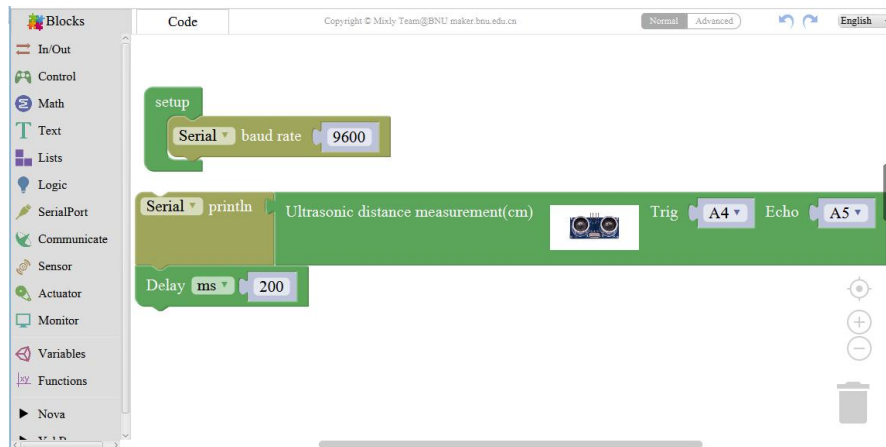 Blocks
Code
Copyright © Mixly Team@BNU maker.bnu.edu.cn
Normal Advanced
English
In/Out
Control
Math
Text
Lists
Logic
SerialPort
Communicate
Sensor
Actuator
Monitor
Variables
Functions
Nova
setup
Serial baud rate 9600
Serial println Ultrasonic distance measurement(cm) Trig A4 Echo A5
Delay ms 200